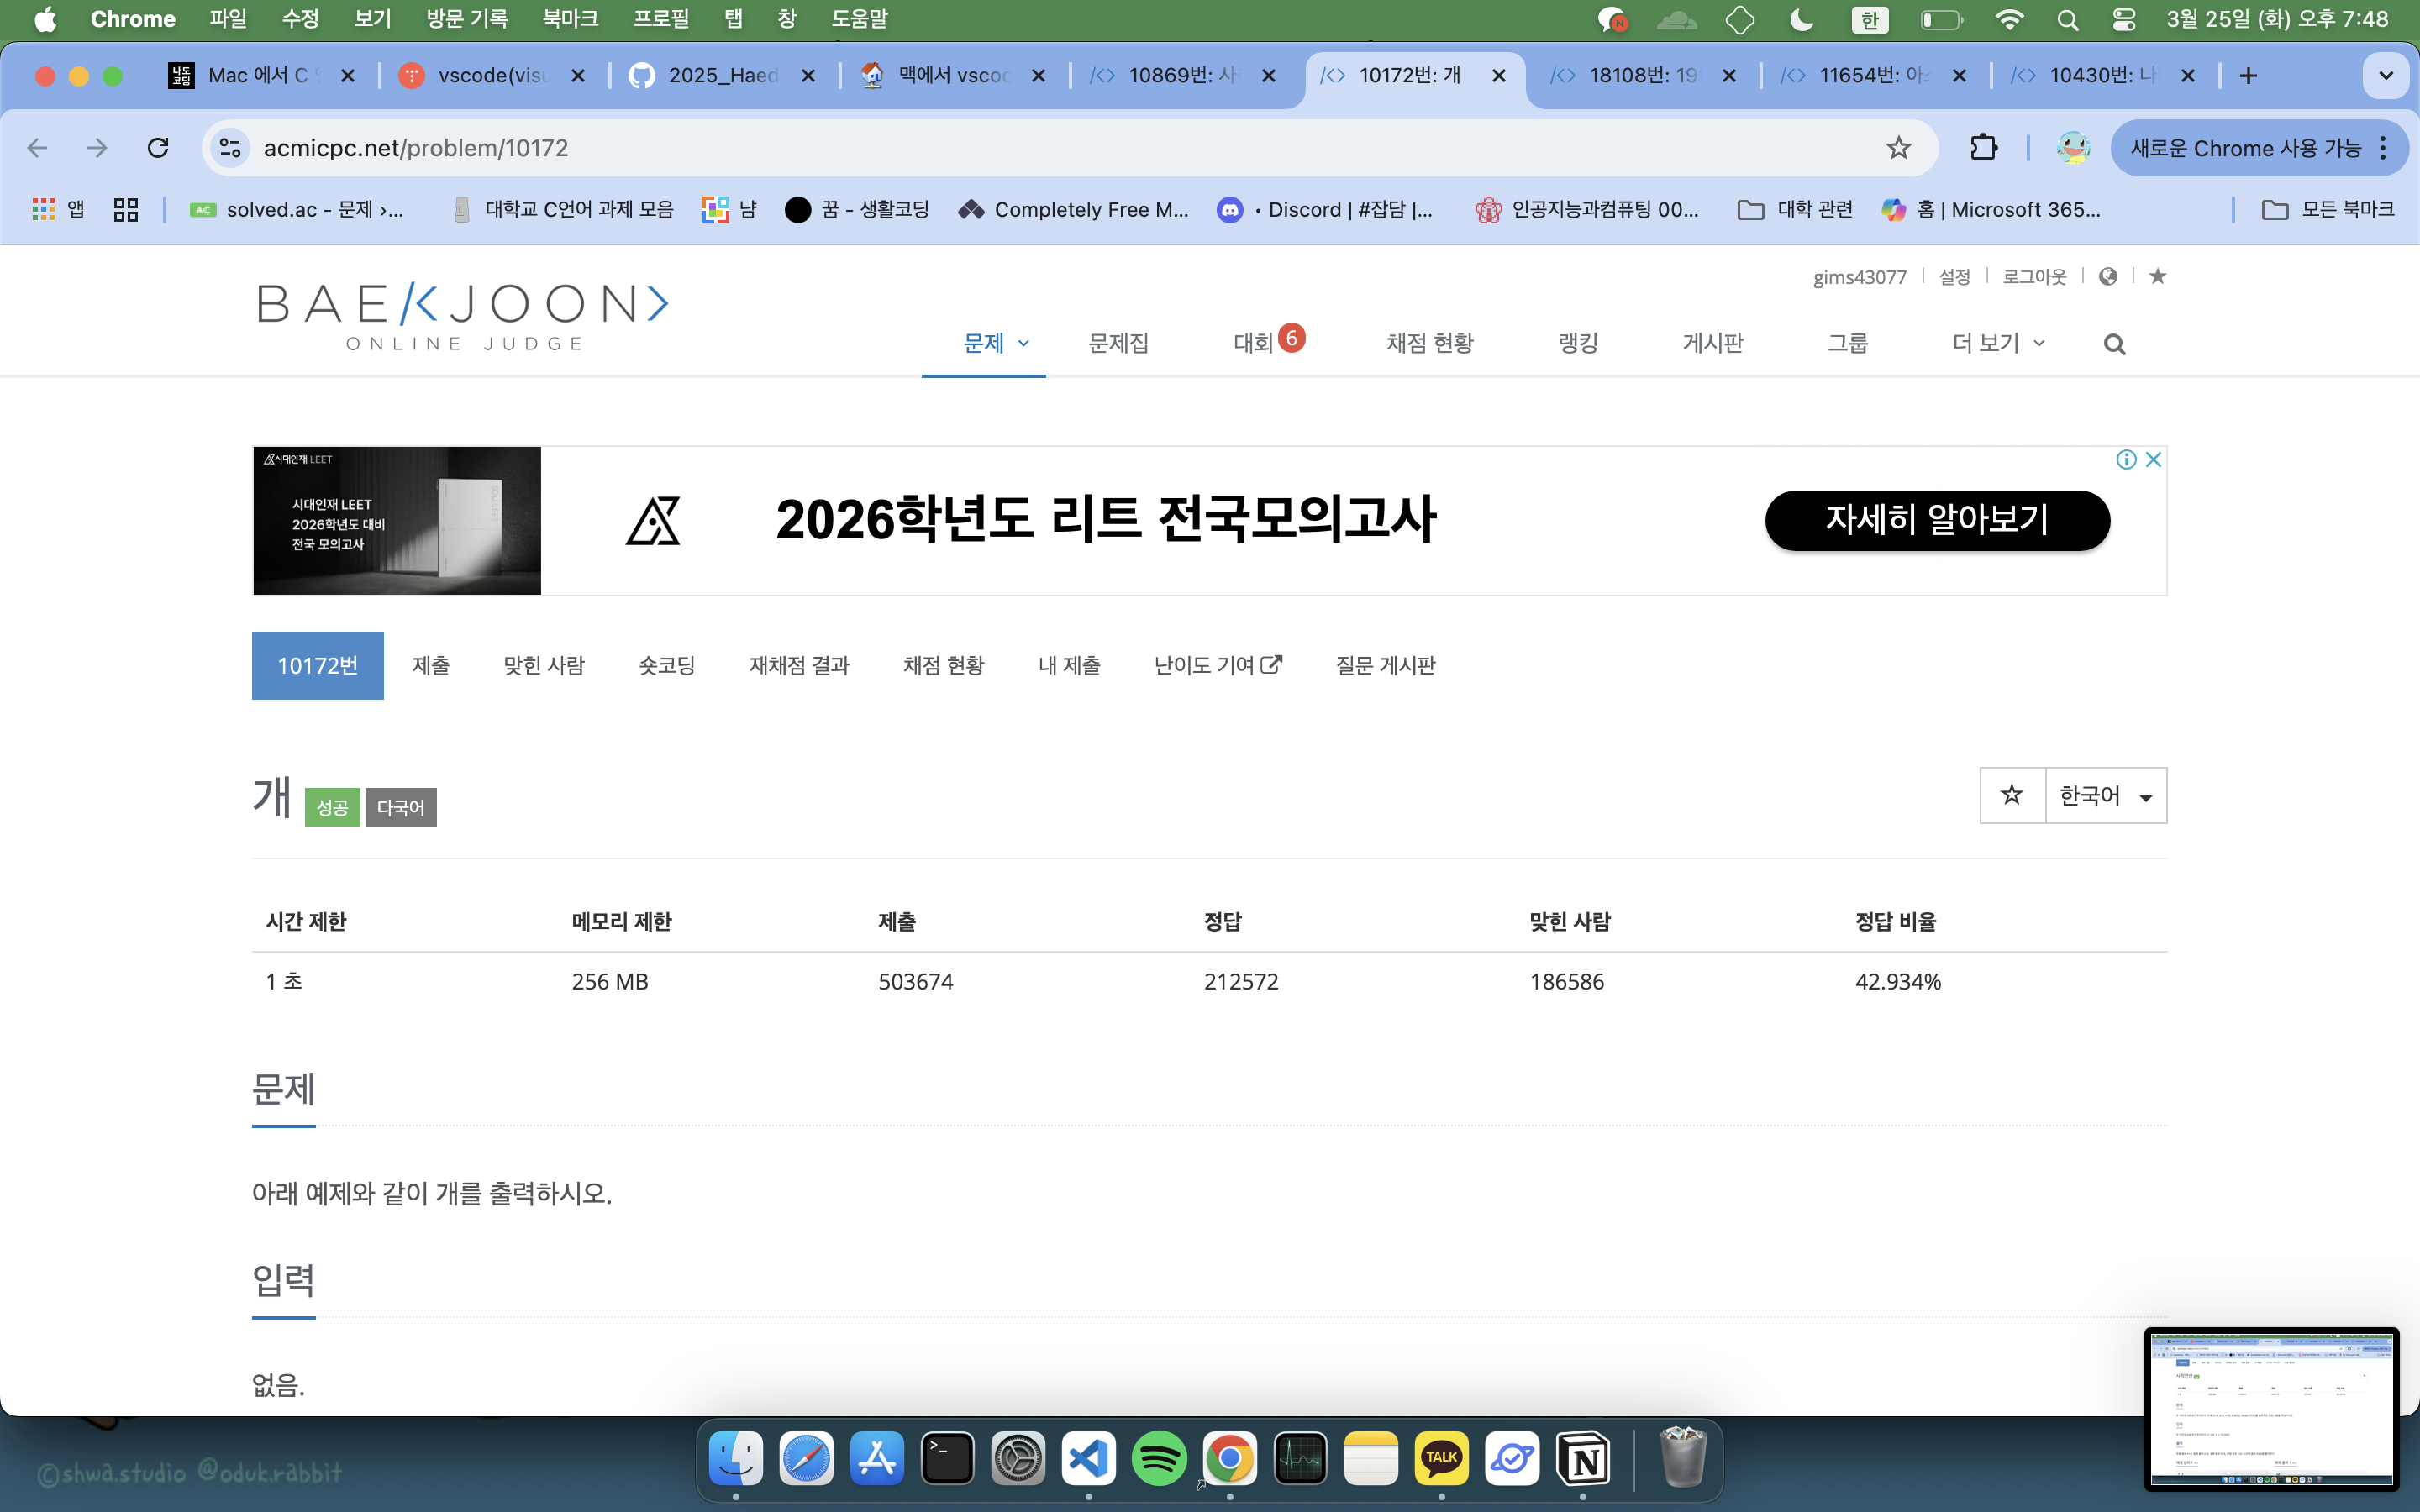 Chrome 파일 수정 보기 방문 기록 북마크 프로필 탭 창 도움말 한 3월 25일 (화) 오후 7:48
나도코딩 Mac 에서 C vscode(visu 2025_Haed 맥에서 vscoc 10869번: 사 10172번: 개 18108번: 19 11654번: 아 10430번: 나
acmicpc.net/problem/10172 새로운 Chrome 사용 가능
앱 AC solved.ac - 문제 ›... 대학교 C언어 과제 모음 냠 꿈 - 생활코딩 Completely Free M... • Discord | #잡담 |... 인공지능과컴퓨팅 00... 대학 관련 홈 | Microsoft 365... 모든 북마크
gims43077 설정 로그아웃
BAEKJOON>
ONLINE JUDGE
문제 문제집 대회 6 채점 현황 랭킹 게시판 그룹 더 보기
시대인재 LEET
시대인재 LEET
2026학년도 대비
전국 모의고사
2026학년도 리트 전국모의고사
자세히 알아보기
10172번 제출 맞힌 사람 숏코딩 재채점 결과 채점 현황 내 제출 난이도 기여 질문 게시판
개 성공 다국어 한국어
시간 제한 메모리 제한 제출 정답 맞힌 사람 정답 비율
1 초 256 MB 503674 212572 186586 42.934%
문제
아래 예제와 같이 개를 출력하시오.
입력
없음.
©shwa.studio @oduk.rabbit
TALK